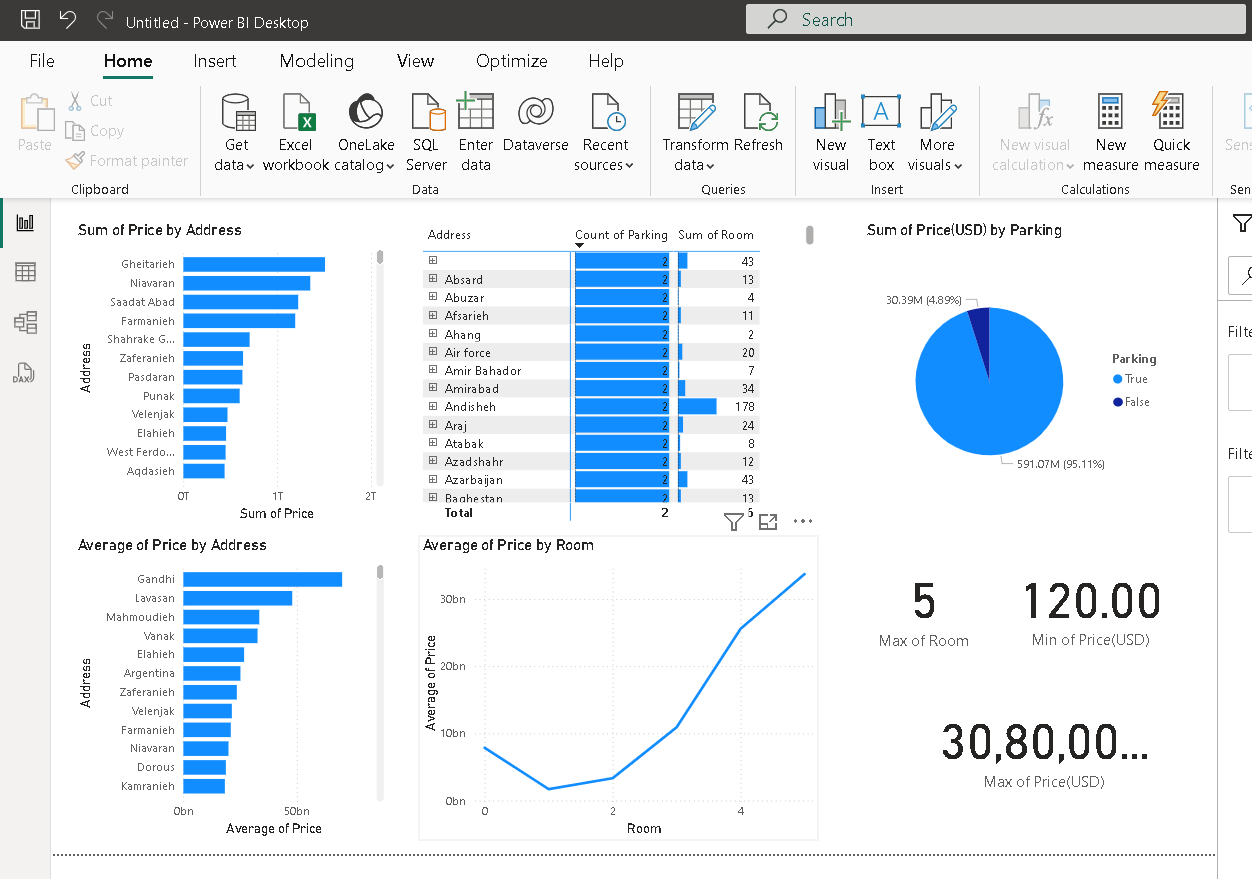 Untitled - Power BI Desktop
Search
File Home Insert Modeling View Optimize Help
Paste
Cut
Copy
Format painter
Clipboard
Get data
Excel workbook
OneLake catalog
SQL Server
Enter data
Dataverse
Recent sources
Data
Transform data
Refresh
Queries
New visual
Text box
More visuals
Insert
New visual calculation
New measure
Quick measure
Calculations
DAX
Sum of Price by Address
Address
Gheitarieh
Niavaran
Saadat Abad
Farmanieh
Shahrake G...
Zaferanieh
Pasdaran
Punak
Velenjak
Elahieh
West Ferdo...
Aqdasieh
0T 1T 2T
Sum of Price
Address Count of Parking Sum of Room
2 43
Absard 2 13
Abuzar 2 4
Afsarieh 2 11
Ahang 2 2
Air force 2 20
Amir Bahador 2 7
Amirabad 2 34
Andisheh 2 178
Araj 2 24
Atabak 2 8
Azadshahr 2 12
Azarbaijan 2 43
Baghestan 2 13
Total 2
Sum of Price(USD) by Parking
30.39M (4.89%)
591.07M (95.11%)
Parking
True
False
Average of Price by Address
Address
Gandhi
Lavasan
Mahmoudieh
Vanak
Elahieh
Argentina
Zaferanieh
Velenjak
Farmanieh
Niavaran
Dorous
Kamranieh
0bn 50bn
Average of Price
Average of Price by Room
Average of Price
30bn
20bn
10bn
0bn
0 2 4
Room
5
Max of Room
120.00
Min of Price(USD)
30,80,00...
Max of Price(USD)